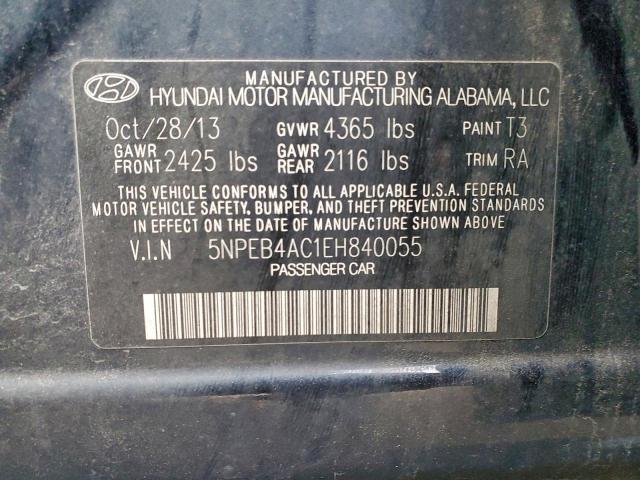 MANUFACTURED BY
HYUNDAI MOTOR MANUFACTURING ALABAMA, LLC
Oct/28/13 GVWR 4365 lbs PAINT T3
GAWR FRONT 2425 lbs GAWR REAR 2116 lbs TRIM RA
THIS VEHICLE CONFORMS TO ALL APPLICABLE U.S.A. FEDERAL
MOTOR VEHICLE SAFETY, BUMPER, AND THEFT PREVENTION STANDARDS
IN EFFECT ON THE DATE OF MANUFACTURE SHOWN ABOVE
V.I.N 5NPEB4AC1EH840055
PASSENGER CAR